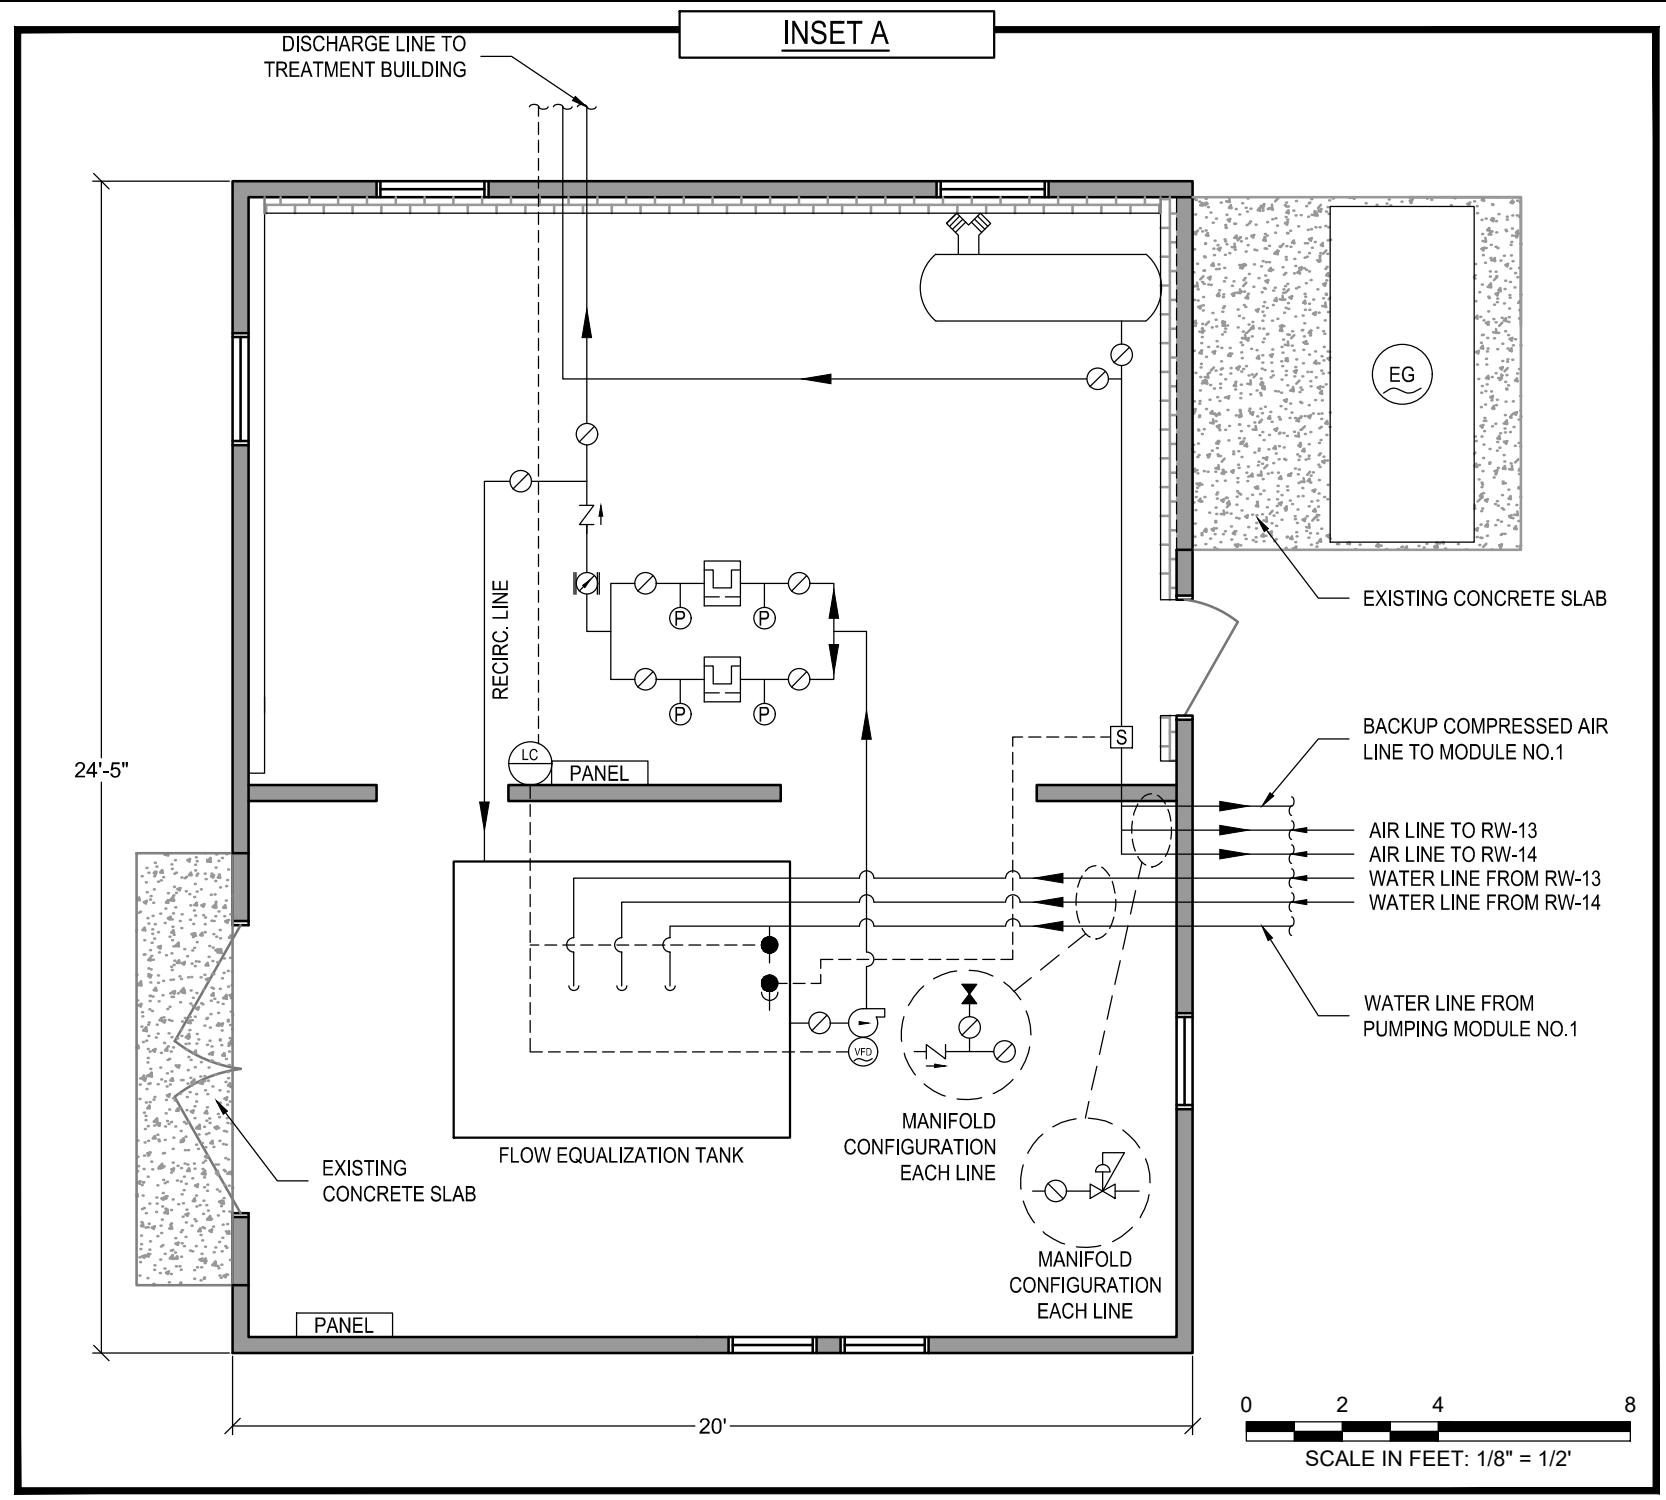 INSET A
DISCHARGE LINE TO
TREATMENT BUILDING
EG
EXISTING CONCRETE SLAB
RECIRC. LINE
P
P
P
P
LC
PANEL
S
BACKUP COMPRESSED AIR
LINE TO MODULE NO.1
24'-5"
AIR LINE TO RW-13
AIR LINE TO RW-14
WATER LINE FROM RW-13
WATER LINE FROM RW-14
WATER LINE FROM
PUMPING MODULE NO.1
VFD
MANIFOLD
CONFIGURATION
EACH LINE
FLOW EQUALIZATION TANK
EXISTING
CONCRETE SLAB
MANIFOLD
CONFIGURATION
EACH LINE
PANEL
20'
0 2 4 8
SCALE IN FEET: 1/8" = 1/2'